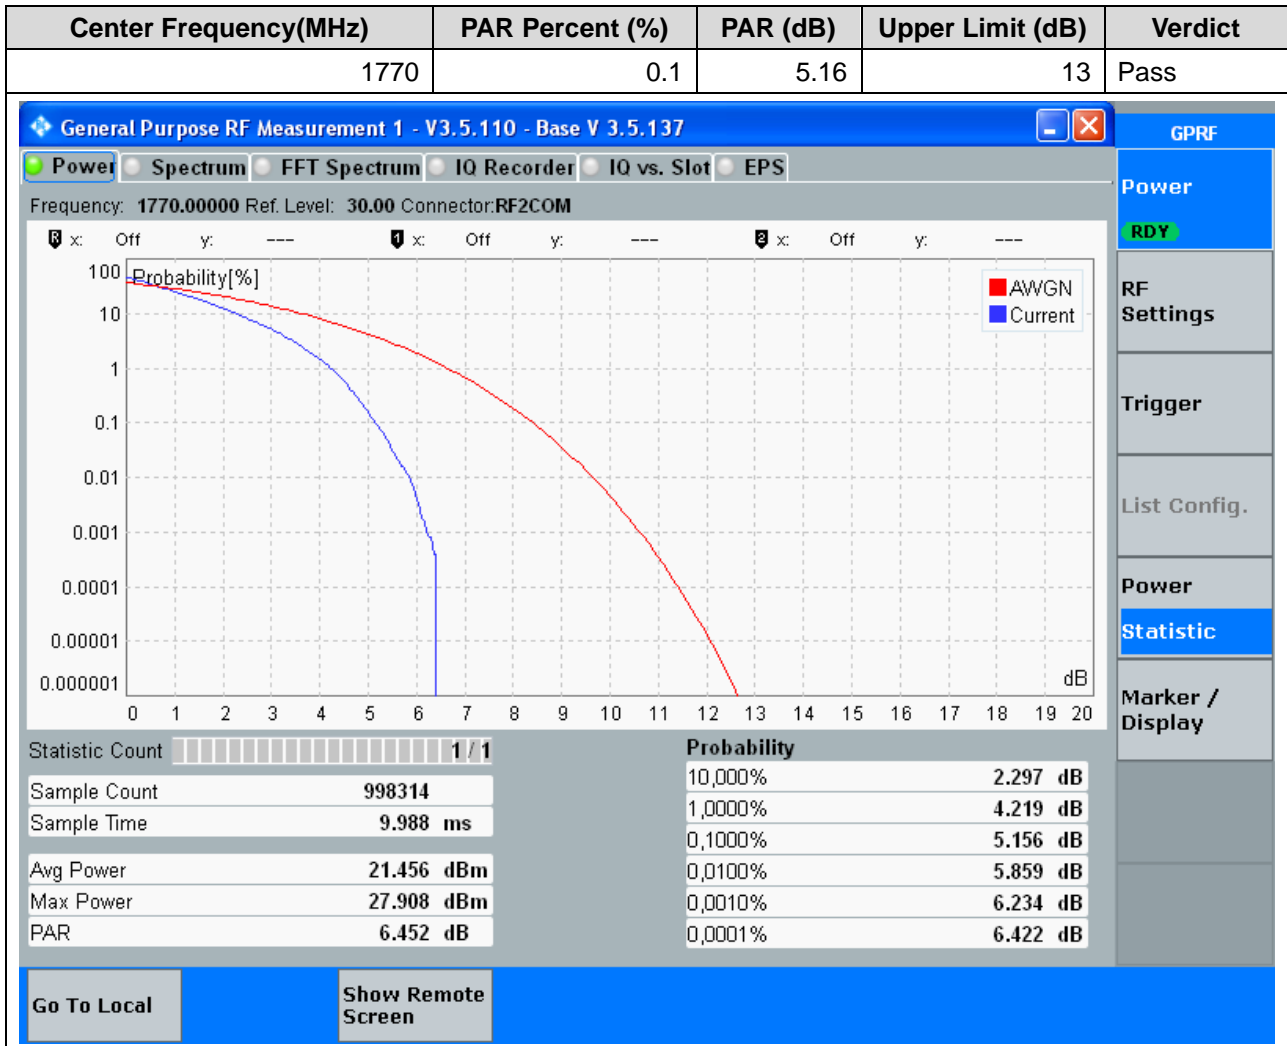 Center Frequency(MHz) PAR Percent (%) PAR (dB) Upper Limit (dB) Verdict
1770 0.1 5.16 13 Pass
General Purpose RF Measurement 1 - V3.5.110 - Base V 3.5.137
GPRF
Power Spectrum FFT Spectrum IQ Recorder IQ vs. Slot EPS
Frequency: 1770.00000 Ref. Level: 30.00 Connector:RF2COM
R x: Off y: --- 1 x: Off y: --- 2 x: Off y: ---
Probability[%]
AWGN
Current
100
10
1
0.1
0.01
0.001
0.0001
0.00001
0.000001
dB
0 1 2 3 4 5 6 7 8 9 10 11 12 13 14 15 16 17 18 19 20
Statistic Count 1 / 1
Sample Count 998314
Sample Time 9.988 ms
Avg Power 21.456 dBm
Max Power 27.908 dBm
PAR 6.452 dB
Probability
10,000% 2.297 dB
1,0000% 4.219 dB
0,1000% 5.156 dB
0,0100% 5.859 dB
0,0010% 6.234 dB
0,0001% 6.422 dB
Power
RDY
RF
Settings
Trigger
List Config.
Power
Statistic
Marker /
Display
Go To Local
Show Remote
Screen